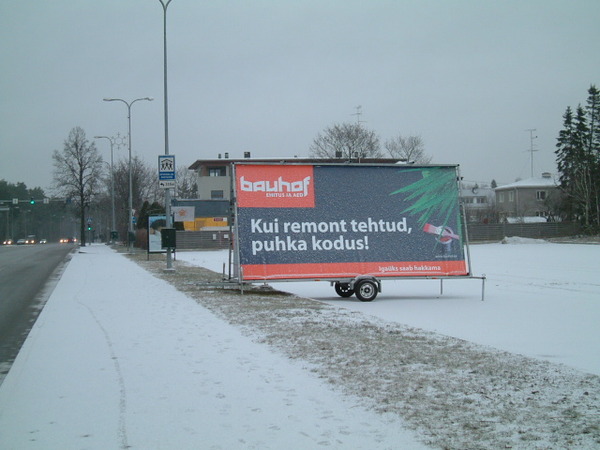 bauhof
EHITUS JA AED
Kui remont tehtud,
puhka kodus!
Igaüks saab hakkama